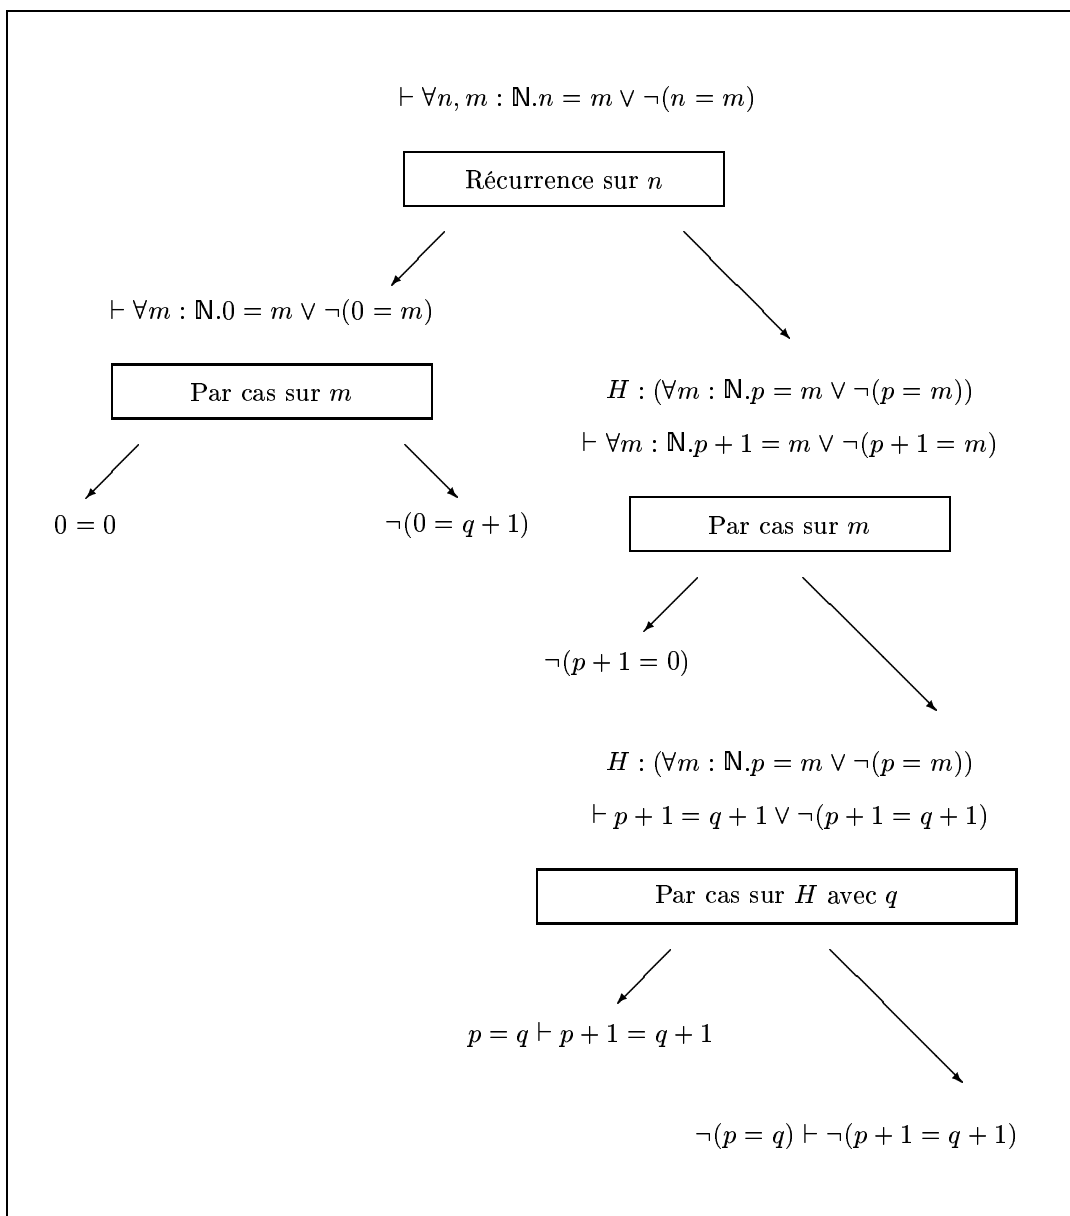 ⊢ ∀n, m : ℕ.n = m ∨ ¬(n = m)
Récurrence sur n
⊢ ∀m : ℕ.0 = m ∨ ¬(0 = m)
Par cas sur m
0 = 0
¬(0 = q + 1)
H : (∀m : ℕ.p = m ∨ ¬(p = m))
⊢ ∀m : ℕ.p + 1 = m ∨ ¬(p + 1 = m)
Par cas sur m
¬(p + 1 = 0)
H : (∀m : ℕ.p = m ∨ ¬(p = m))
⊢ p + 1 = q + 1 ∨ ¬(p + 1 = q + 1)
Par cas sur H avec q
p = q ⊢ p + 1 = q + 1
¬(p = q) ⊢ ¬(p + 1 = q + 1)